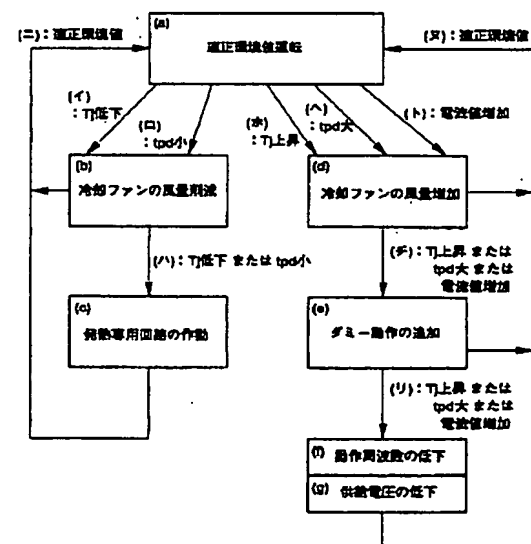 (ニ)：適正環境値
(a)
適正環境値運転
(ヌ)：適正環境値
(イ)
：Tj低下
(ロ)
：tpd小
(ホ)
：Tj上昇
(ヘ)
：tpd大
(ト)：電流値増加
(b)
冷却ファンの風量削減
(d)
冷却ファンの風量増加
(ハ)：Tj低下 または tpd小
(チ)：Tj上昇 または
tpd大 または
電流値増加
(c)
発熱専用回路の作動
(e)
ダミー動作の追加
(リ)：Tj上昇 または
tpd大 または
電流値増加
(f) 動作周波数の低下
(g) 供給電圧の低下